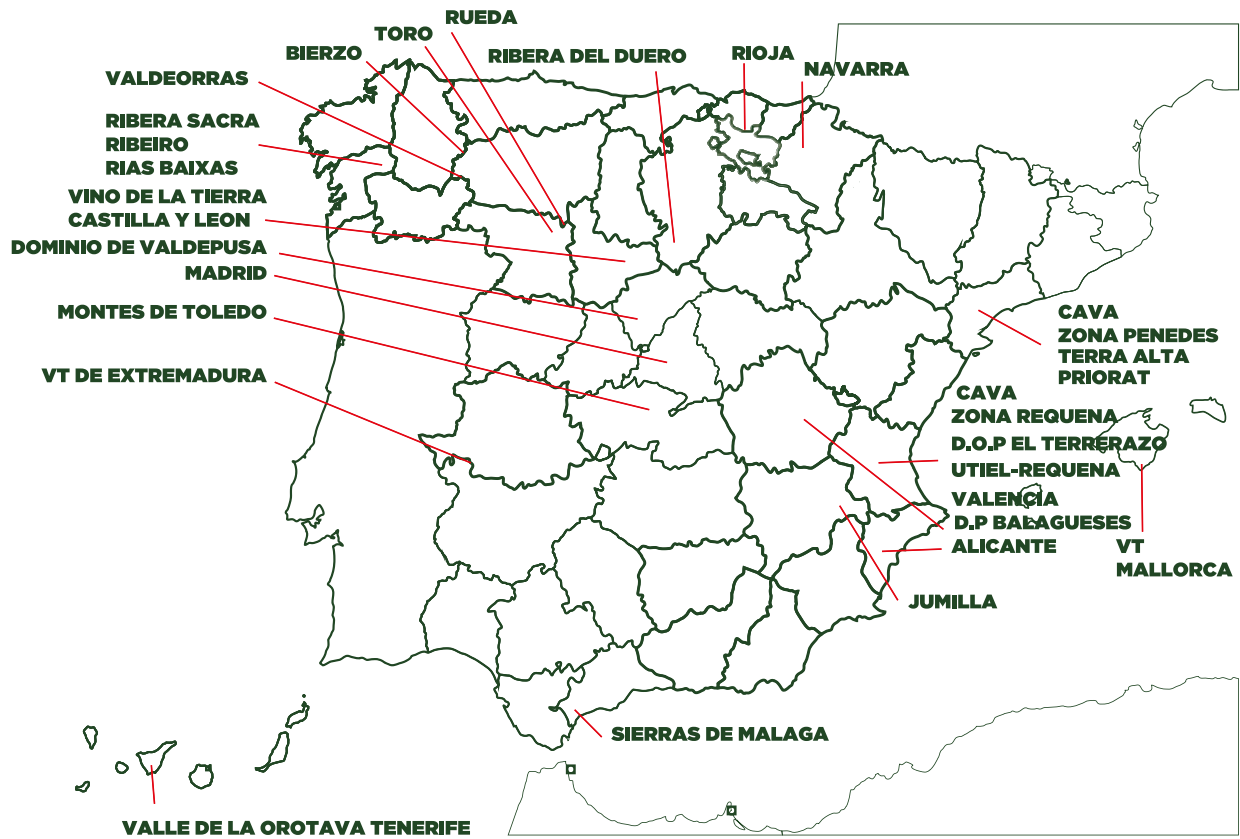 RUEDA
TORO
BIERZO
RIBERA DEL DUERO
RIOJA
NAVARRA
VALDEORRAS
RIBERA SACRA
RIBEIRO
RIAS BAIXAS
VINO DE LA TIERRA
CASTILLA Y LEON
DOMINIO DE VALDEPUSA
MADRID
MONTES DE TOLEDO
VT DE EXTREMADURA
CAVA
ZONA PENEDES
TERRA ALTA
PRIORAT
CAVA
ZONA REQUENA
D.O.P EL TERRERAZO
UTIEL-REQUENA
VALENCIA
D.P BALAGUESES
ALICANTE
VT
MALLORCA
JUMILLA
SIERRAS DE MALAGA
VALLE DE LA OROTAVA TENERIFE